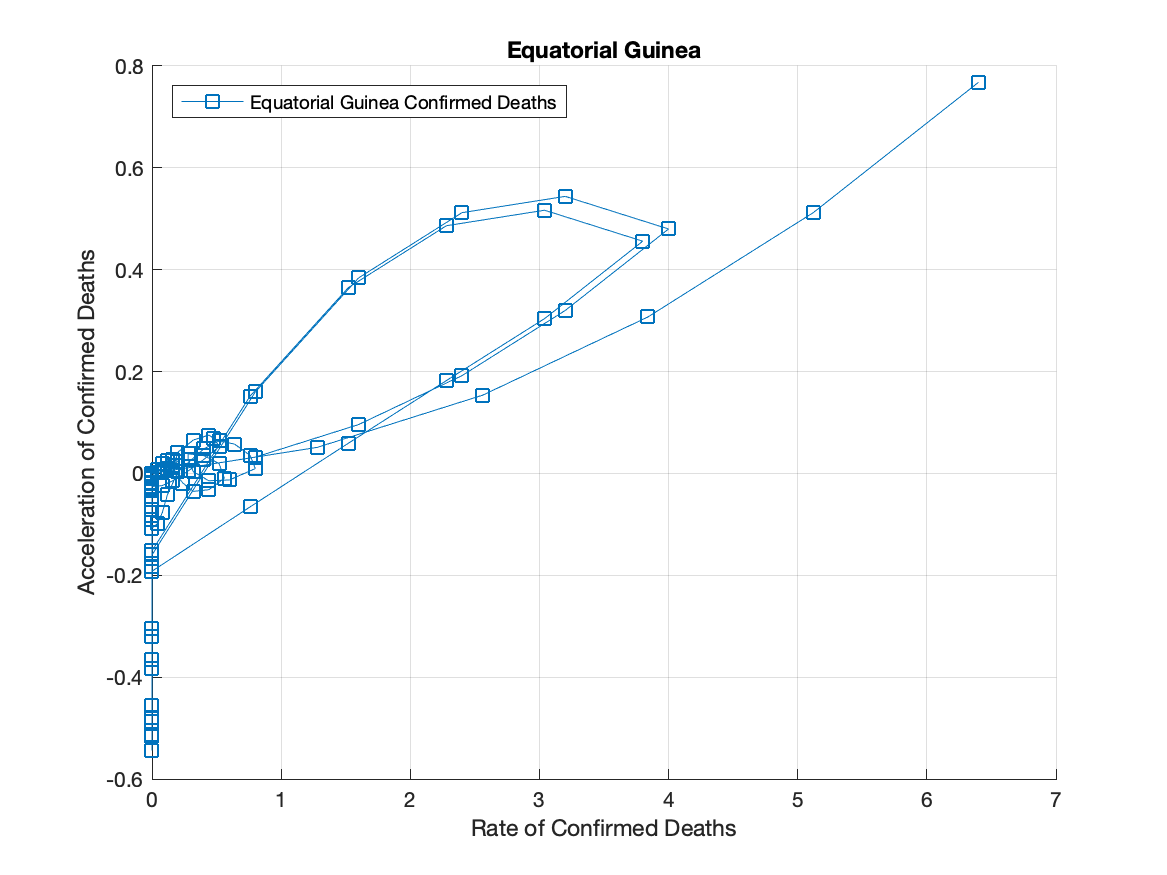 Equatorial Guinea
Equatorial Guinea Confirmed Deaths
Acceleration of Confirmed Deaths
0.8
0.6
0.4
0.2
0
-0.2
-0.4
-0.6
0 1 2 3 4 5 6 7
Rate of Confirmed Deaths